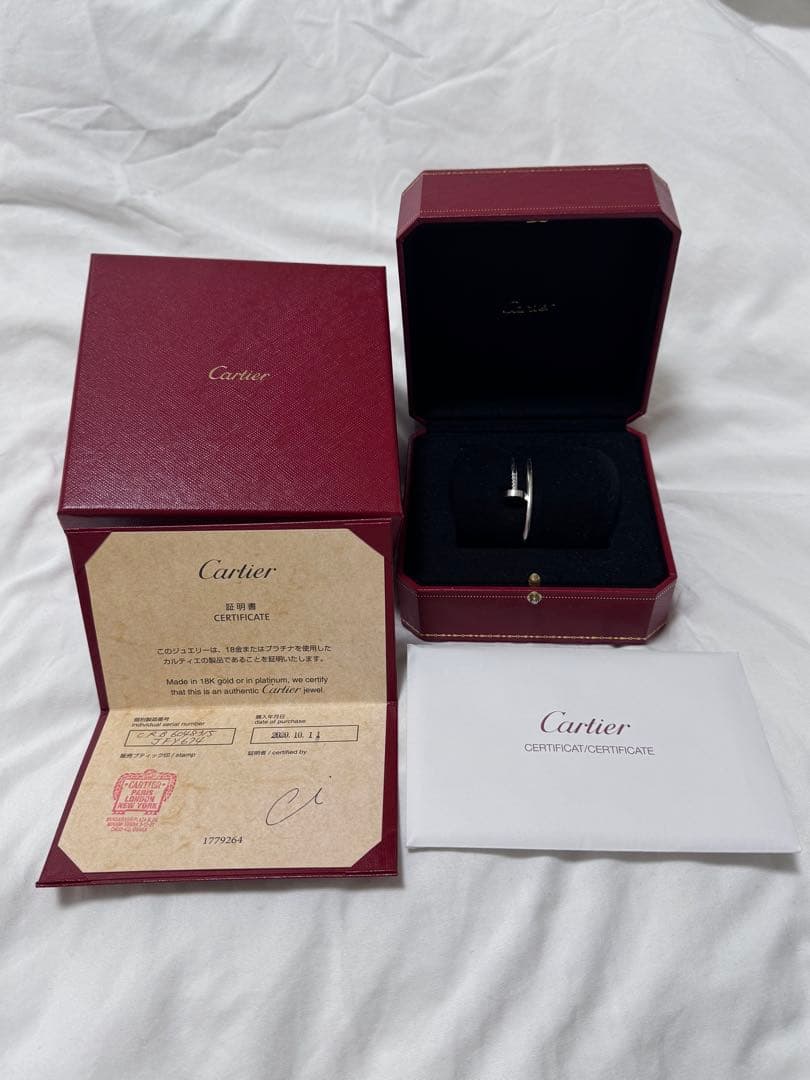 Cartier
Cartier
Cartier
証明書
CERTIFICATE
このジュエリーは、18金またはプラチナを使用した
カルティエの製品であることを証明いたします。
Made in 18K gold or in platinum, we certify
that this is an authentic Cartier jewel.
個別製品番号
individual serial number
購入年月日
date of purchase
CRB6048315
JFY674
2020.10.11
販売ブティック印 / stamp
証明者 / certified by
CARTIER
PARIS
LONDON
NEW YORK
Ci
1779264
Cartier
CERTIFICAT/CERTIFICATE